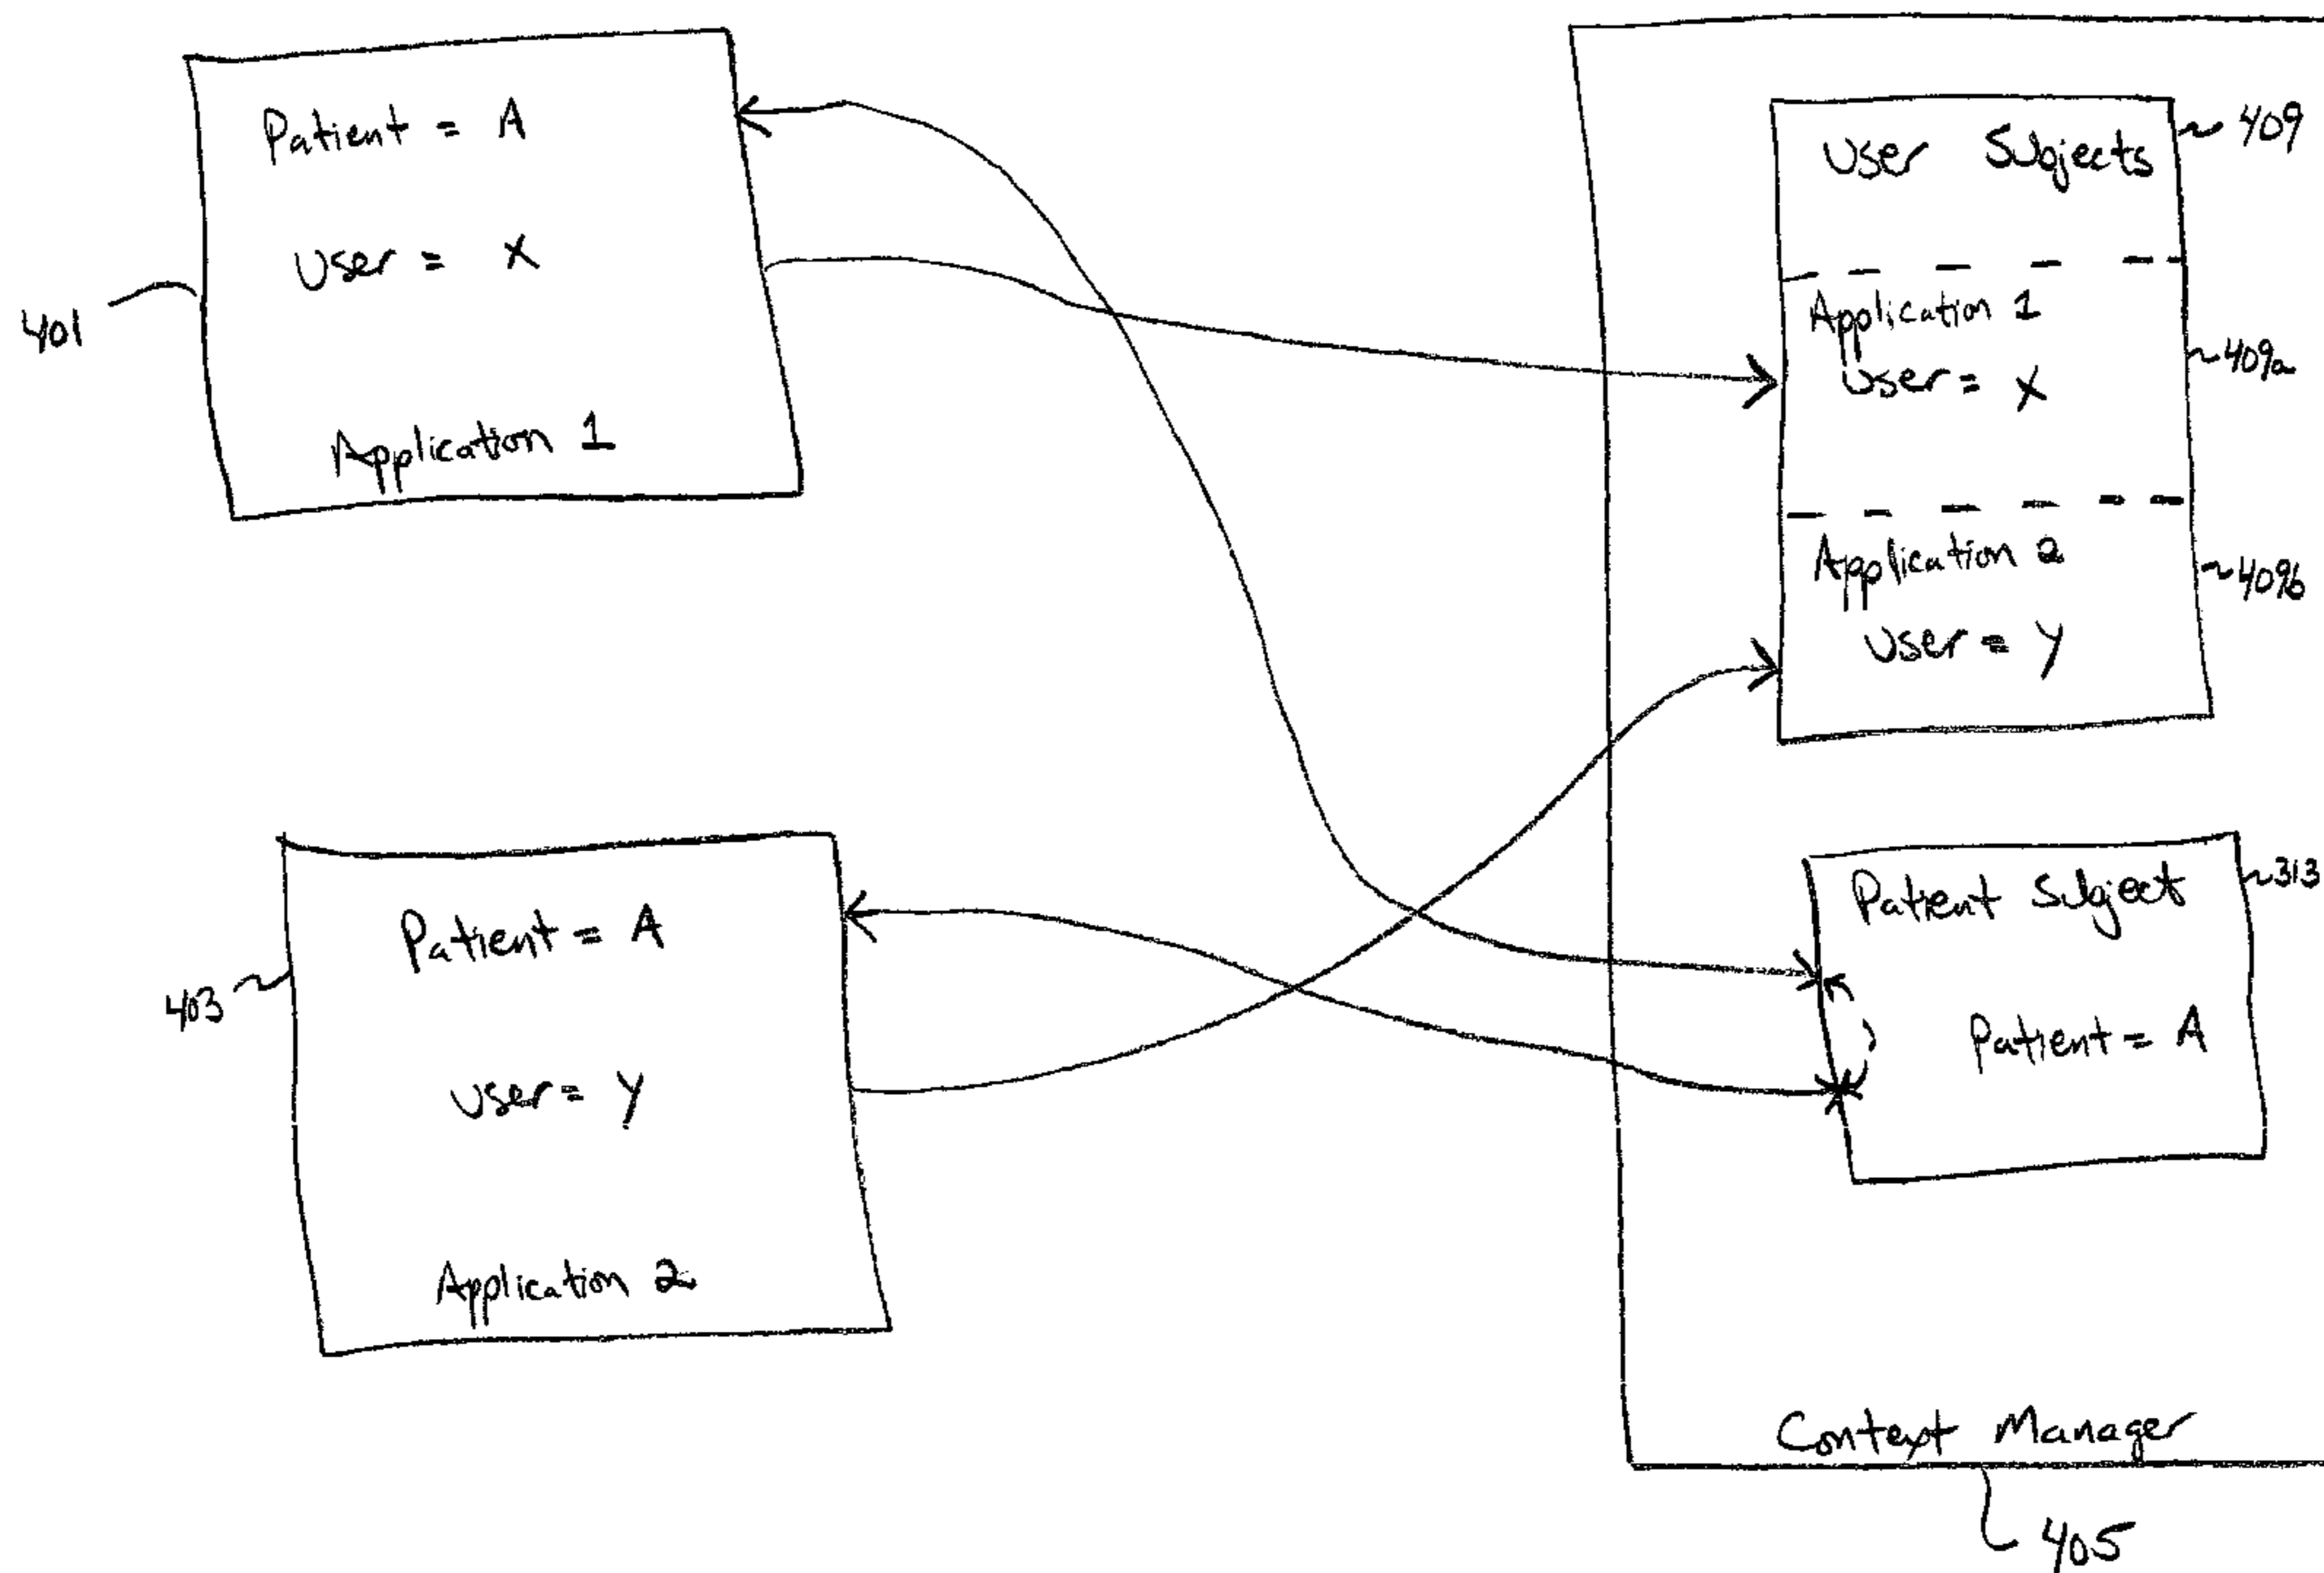 Patient = A
User = X
401
Application 1
User Subjects
409
Application 1
409a
User = X
Application 2
409b
User = Y
Patient = A
403
User = Y
Application 2
Patient Subject
313
Patient = A
Context Manager
405